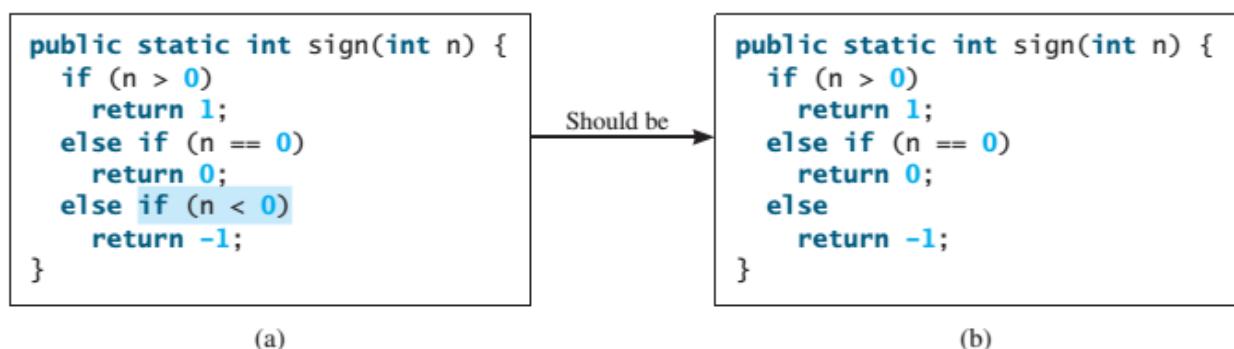 public static int sign(int n) {
if (n > 0)
return 1;
else if (n == 0)
return 0;
else if (n < 0)
return -1;
}
(a)
Should be
public static int sign(int n) {
if (n > 0)
return 1;
else if (n == 0)
return 0;
else
return -1;
}
(b)